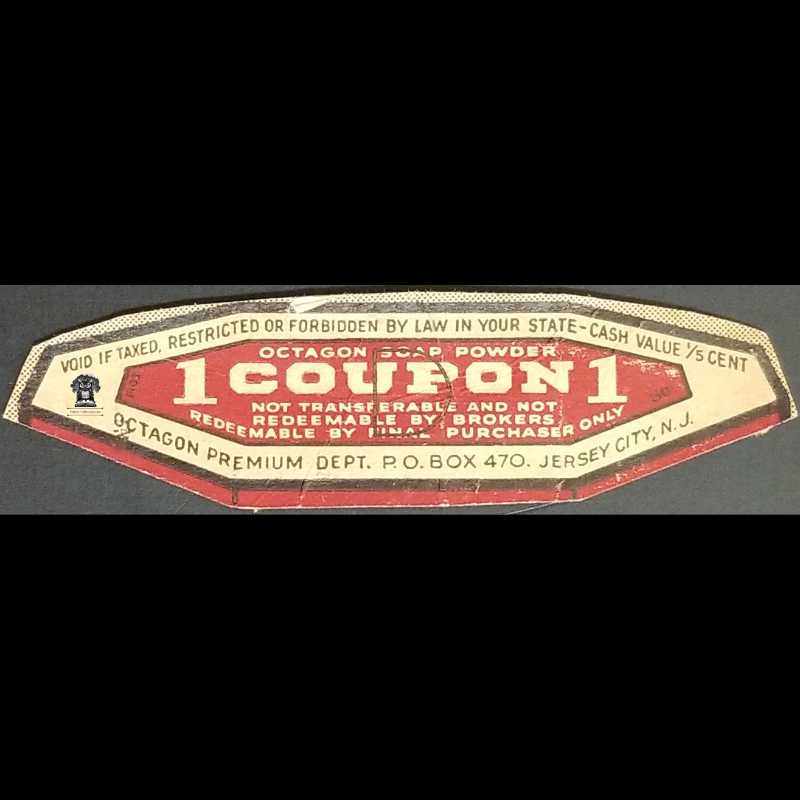 VOID IF TAXED, RESTRICTED OR FORBIDDEN BY LAW IN YOUR STATE-CASH VALUE 1/5 CENT
OCTAGON SOAP POWDER
1 COUPON 1
NOT TRANSFERABLE AND NOT
REDEEMABLE BY BROKERS
REDEEMABLE BY FINAL PURCHASER ONLY
OCTAGON PREMIUM DEPT. P.O. BOX 470. JERSEY CITY, N.J.